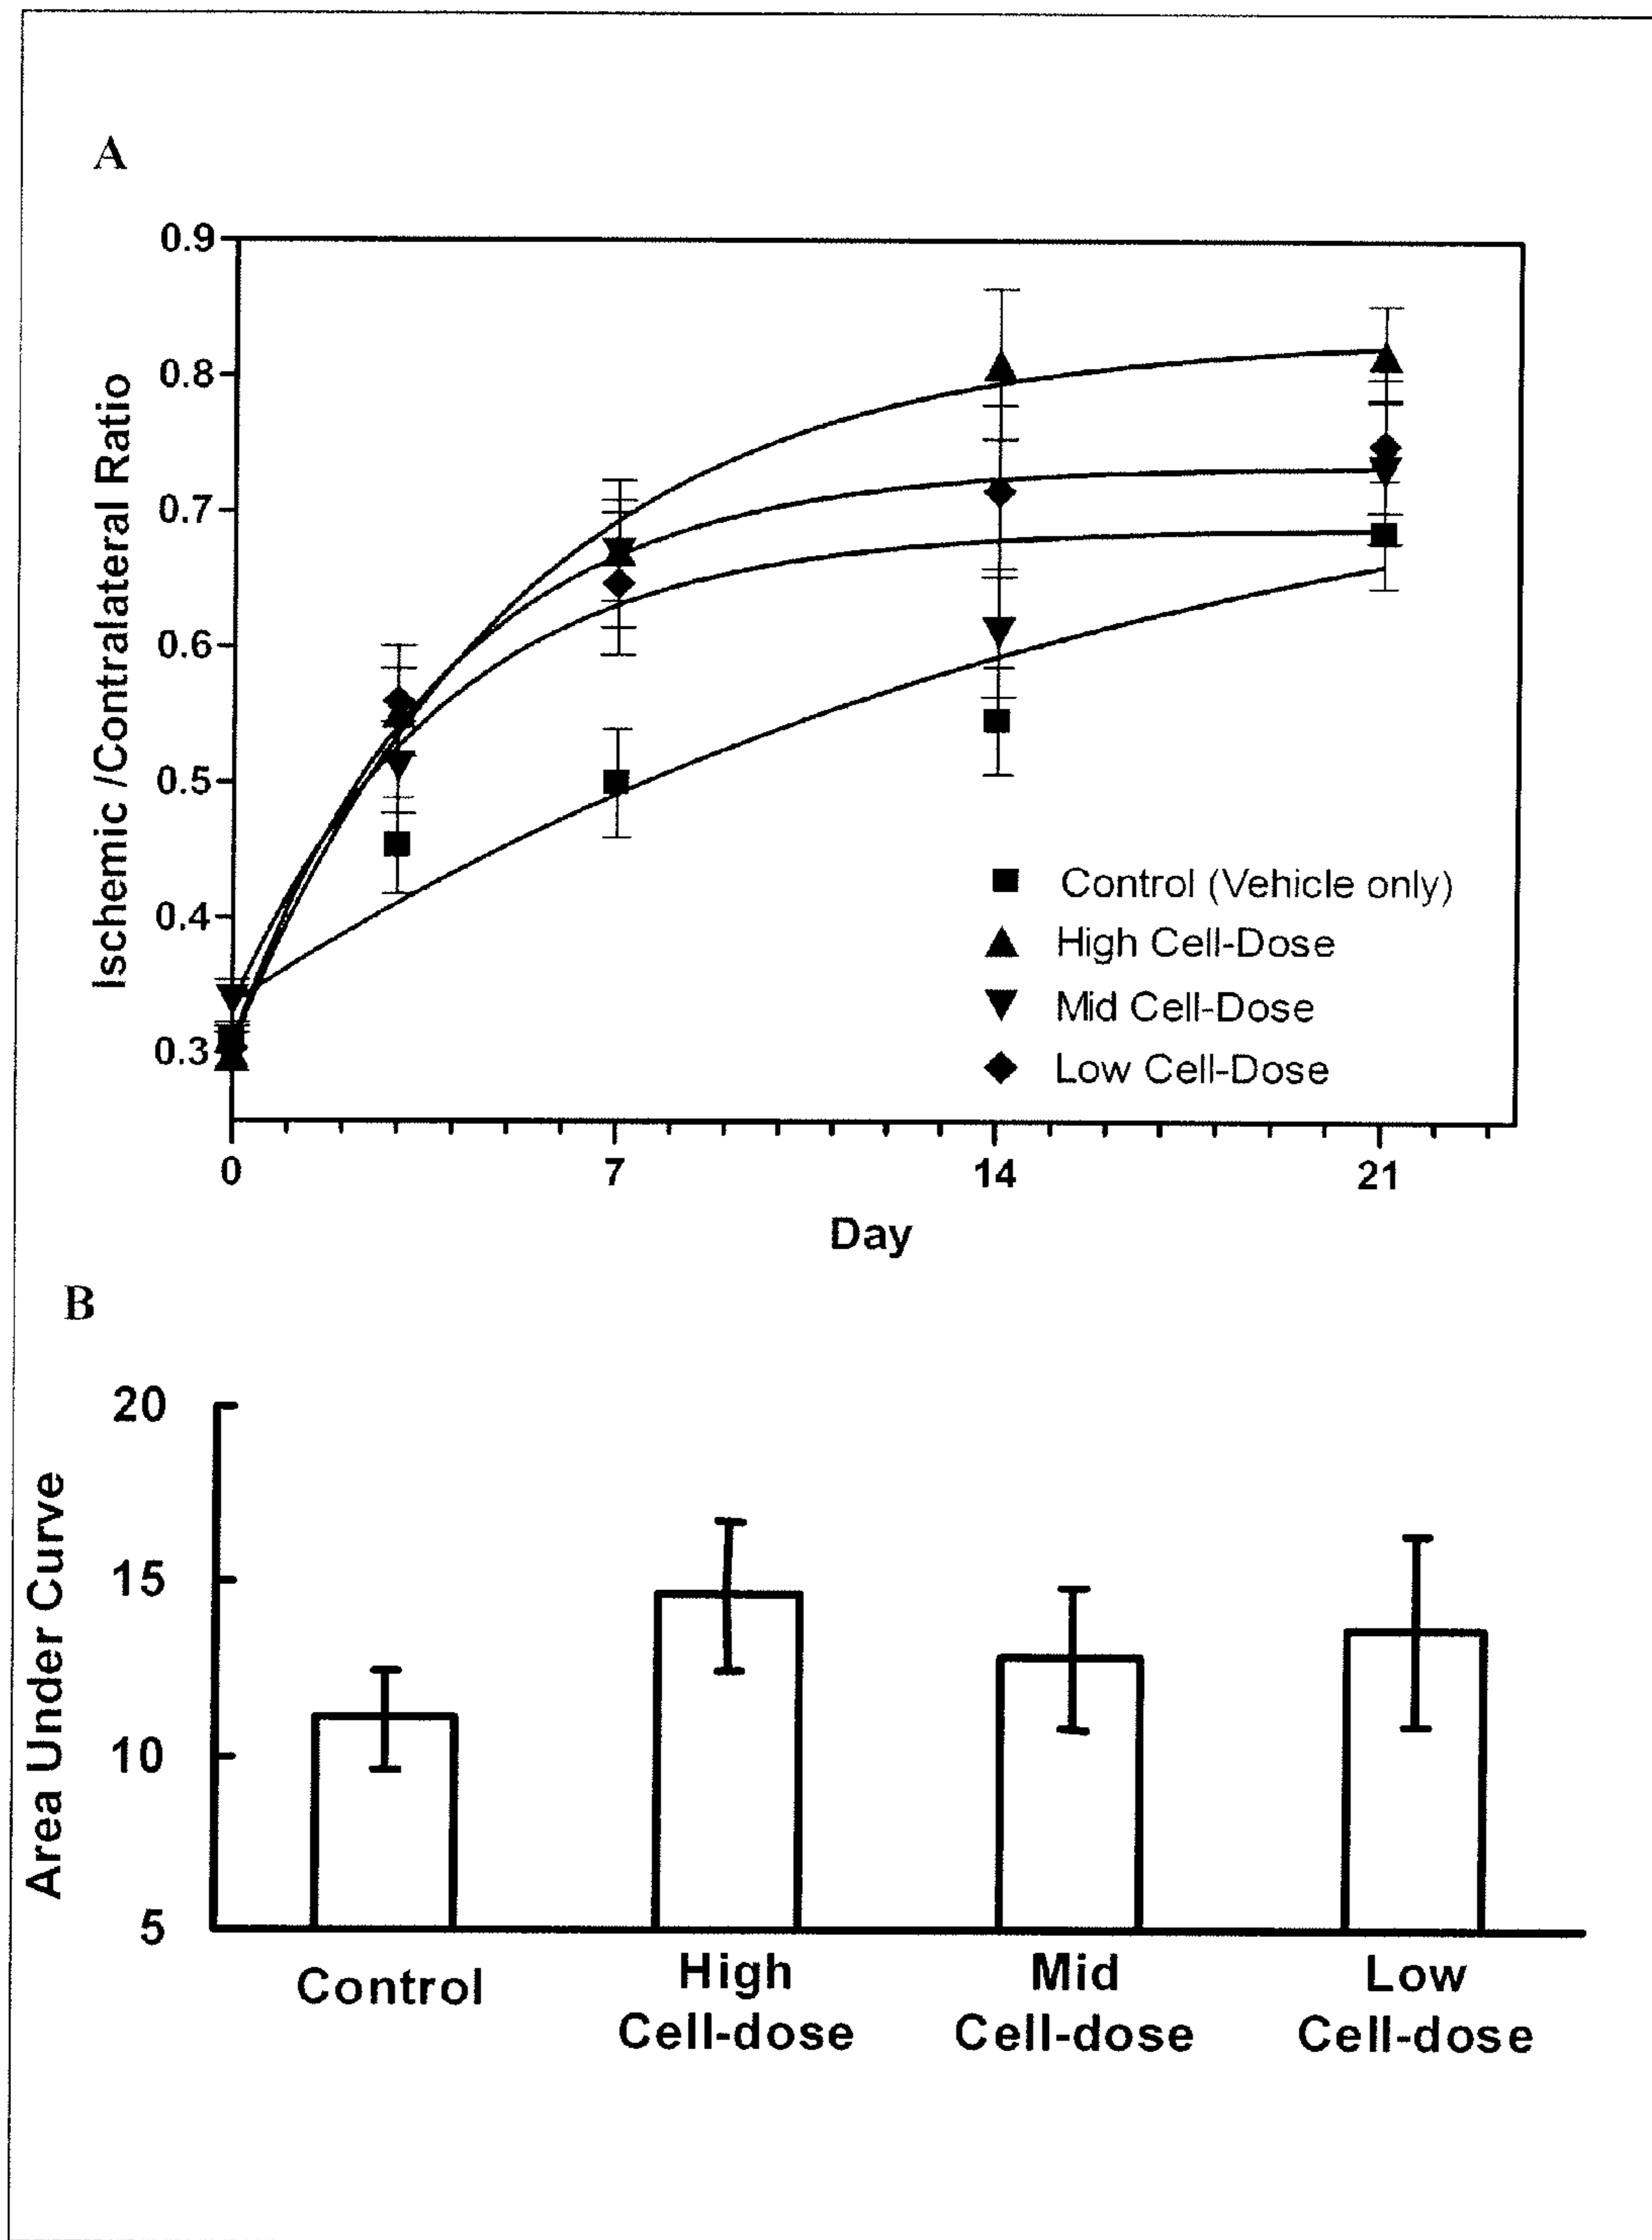 A
0.9
0.8
0.7
0.6
0.5
0.4
0.3
Ischemic /Contralateral Ratio
Control (Vehicle only)
High Cell-Dose
Mid Cell-Dose
Low Cell-Dose
0 7 14 21
Day
B
20
15
10
5
Area Under Curve
Control
High Cell-dose
Mid Cell-dose
Low Cell-dose